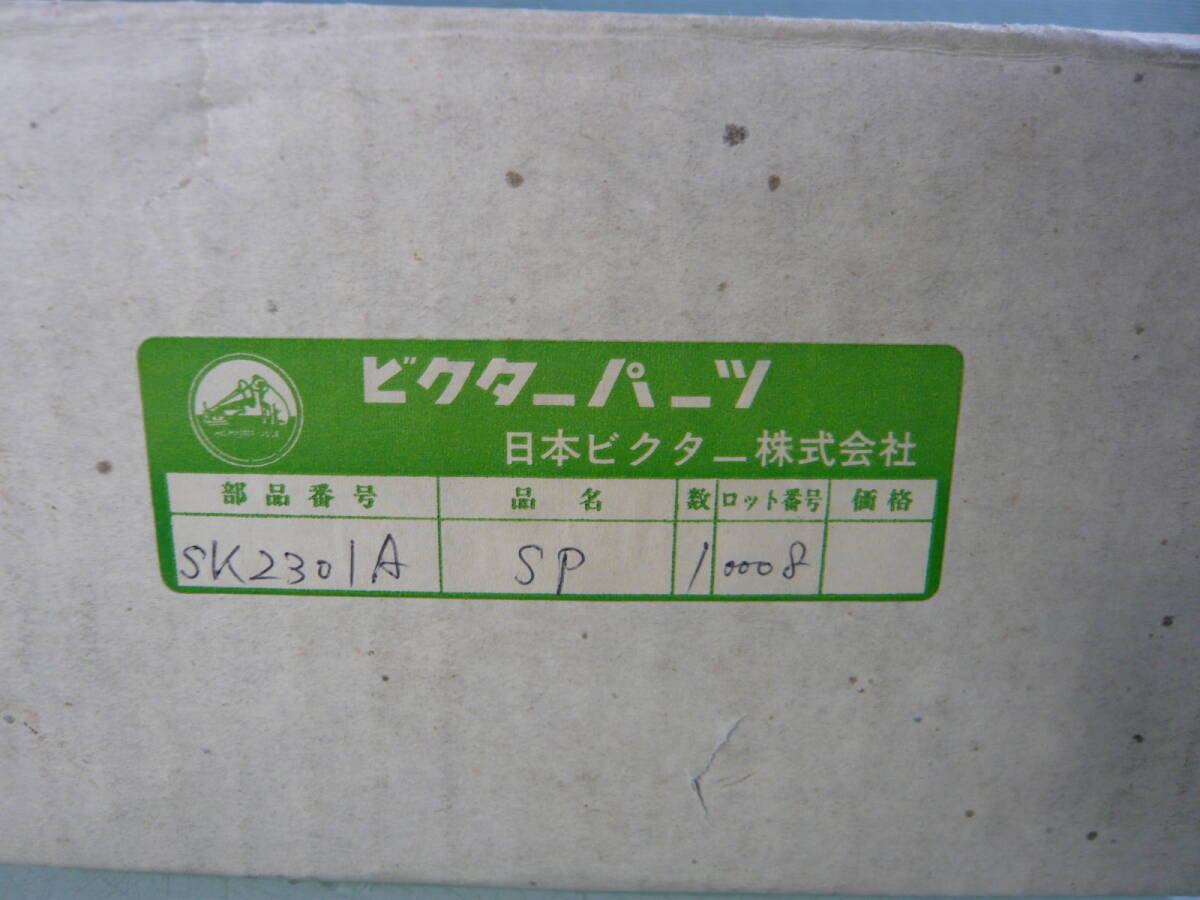 ビクターパーツ
日本ビクター株式会社
部品番号 品名 数 ロット番号 価格
SK2301A SP 1 0008